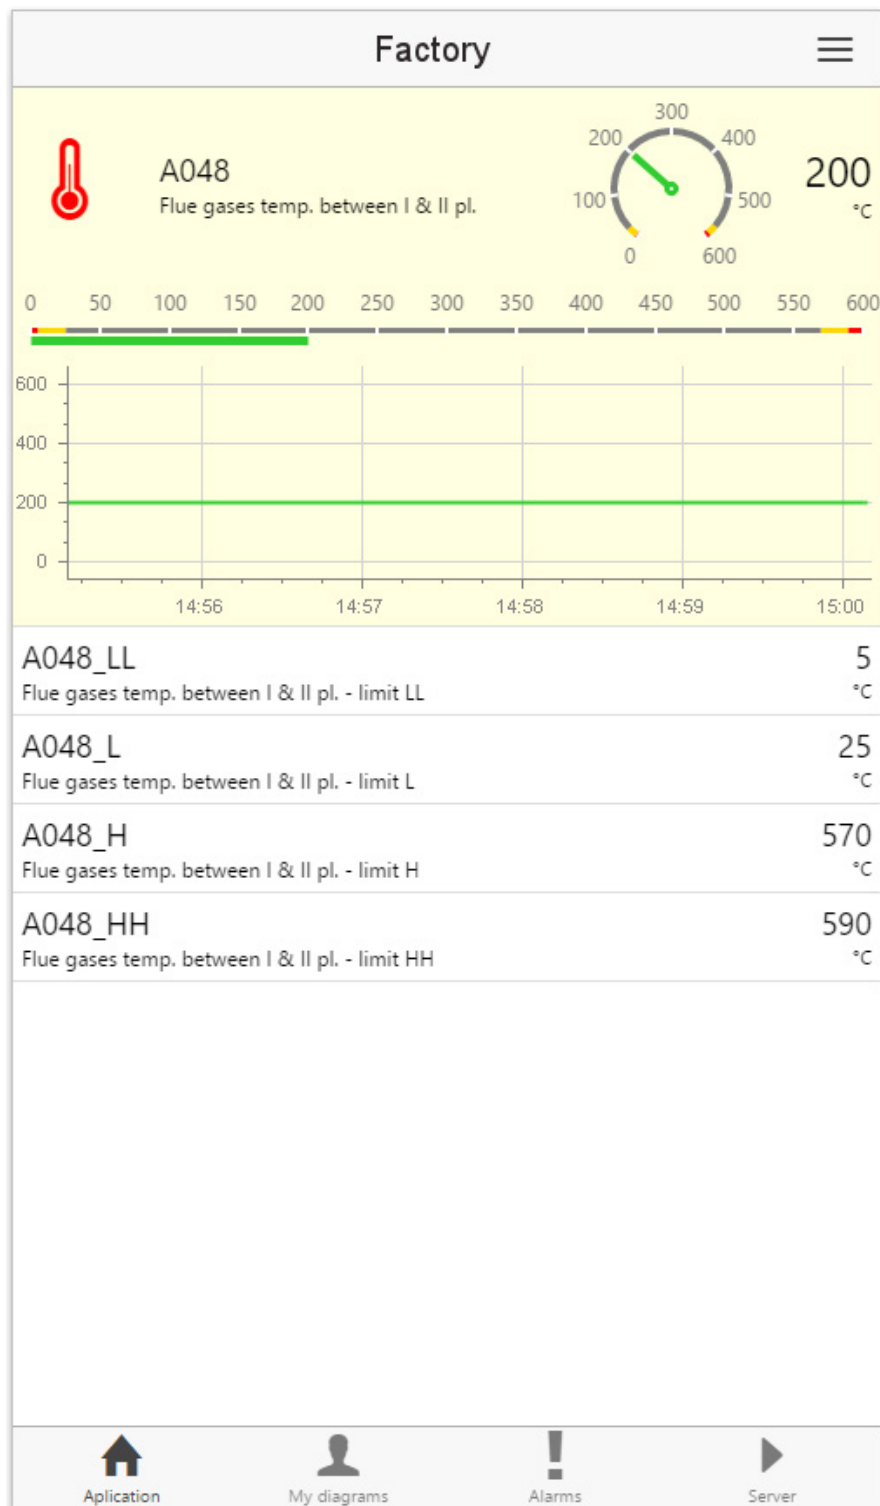 Factory
A048
Flue gases temp. between I & II pl.
0 100 200 300 400 500 600
200
°C
0 50 100 150 200 250 300 350 400 450 500 550 600
600
400
200
0
14:56 14:57 14:58 14:59 15:00
A048_LL 5
Flue gases temp. between I & II pl. - limit LL °C
A048_L 25
Flue gases temp. between I & II pl. - limit L °C
A048_H 570
Flue gases temp. between I & II pl. - limit H °C
A048_HH 590
Flue gases temp. between I & II pl. - limit HH °C
Aplication My diagrams Alarms Server